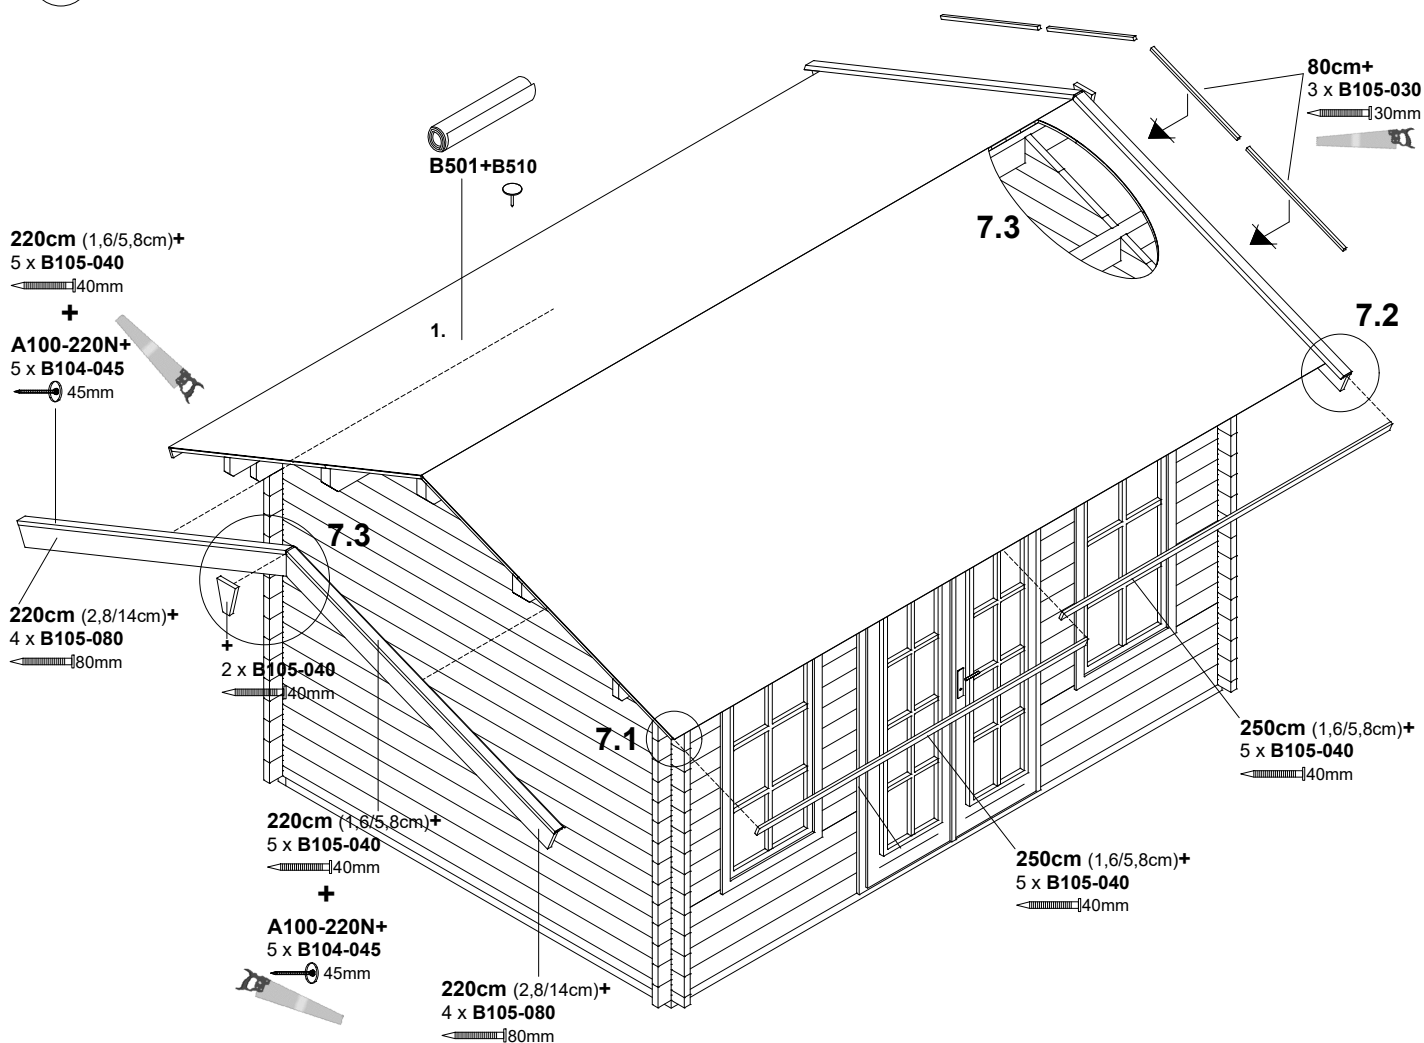 80cm+
3 x B105-030
30mm
B501+B510
7.3
220cm (1,6/5,8cm)+
5 x B105-040
40mm
+
A100-220N+
5 x B104-045
45mm
1.
7.2
7.3
220cm (2,8/14cm)+
4 x B105-080
80mm
+
2 x B105-040
40mm
7.1
250cm (1,6/5,8cm)+
5 x B105-040
40mm
220cm (1,6/5,8cm)+
5 x B105-040
40mm
+
A100-220N+
5 x B104-045
45mm
250cm (1,6/5,8cm)+
5 x B105-040
40mm
220cm (2,8/14cm)+
4 x B105-080
80mm